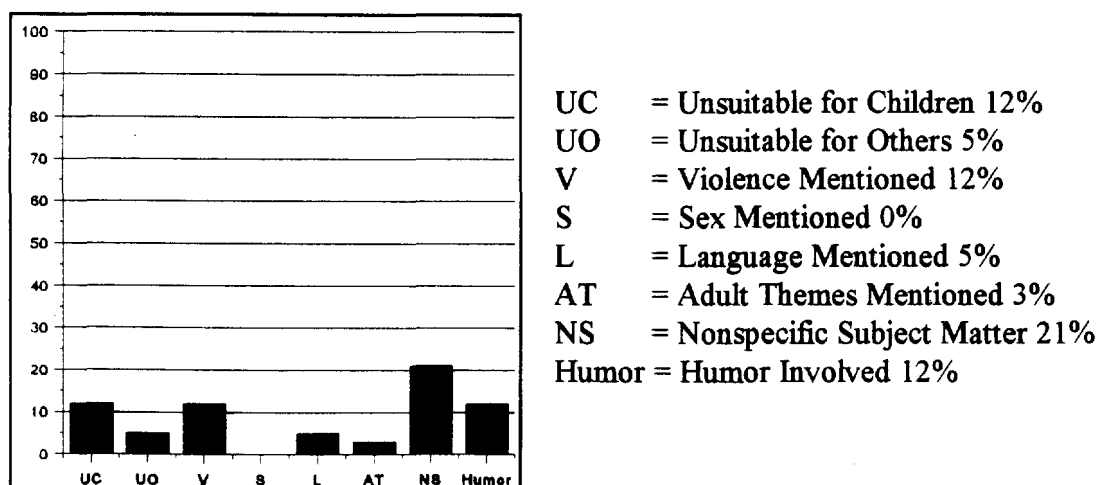 100
90
80
70
60
50
40
30
20
10
0
UC UO V S L AT NS Humor
UC = Unsuitable for Children 12%
UO = Unsuitable for Others 5%
V = Violence Mentioned 12%
S = Sex Mentioned 0%
L = Language Mentioned 5%
AT = Adult Themes Mentioned 3%
NS = Nonspecific Subject Matter 21%
Humor = Humor Involved 12%